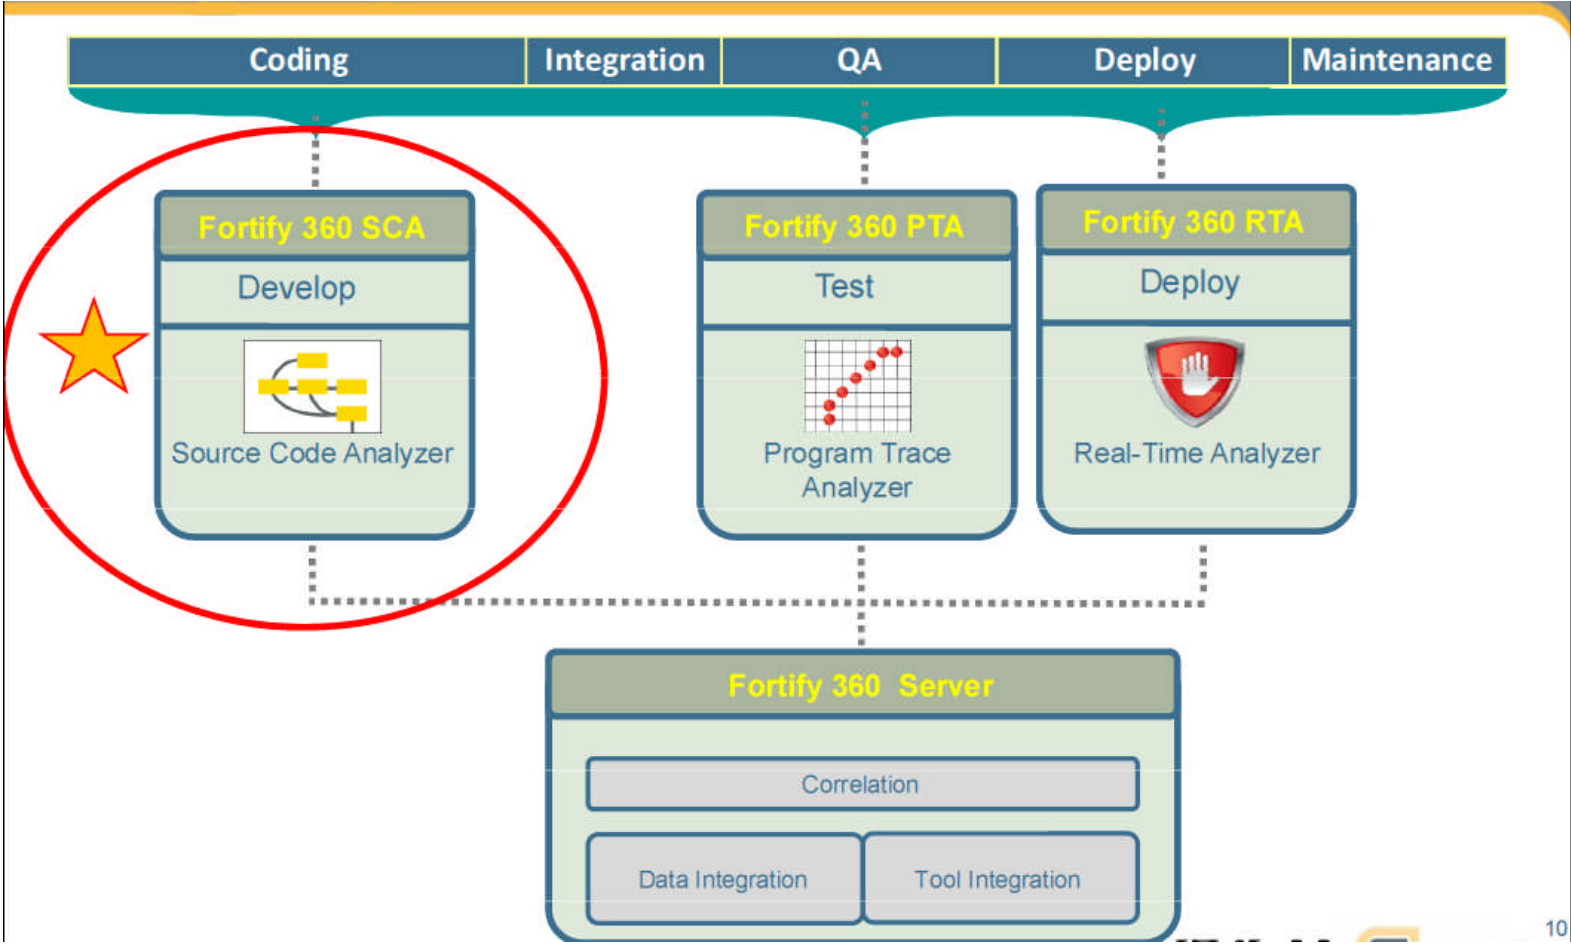 Coding Integration QA Deploy Maintenance
Fortify 360 SCA
Develop
Source Code Analyzer
Fortify 360 PTA
Test
Program Trace
Analyzer
Fortify 360 RTA
Deploy
Real-Time Analyzer
Fortify 360 Server
Correlation
Data Integration
Tool Integration
10